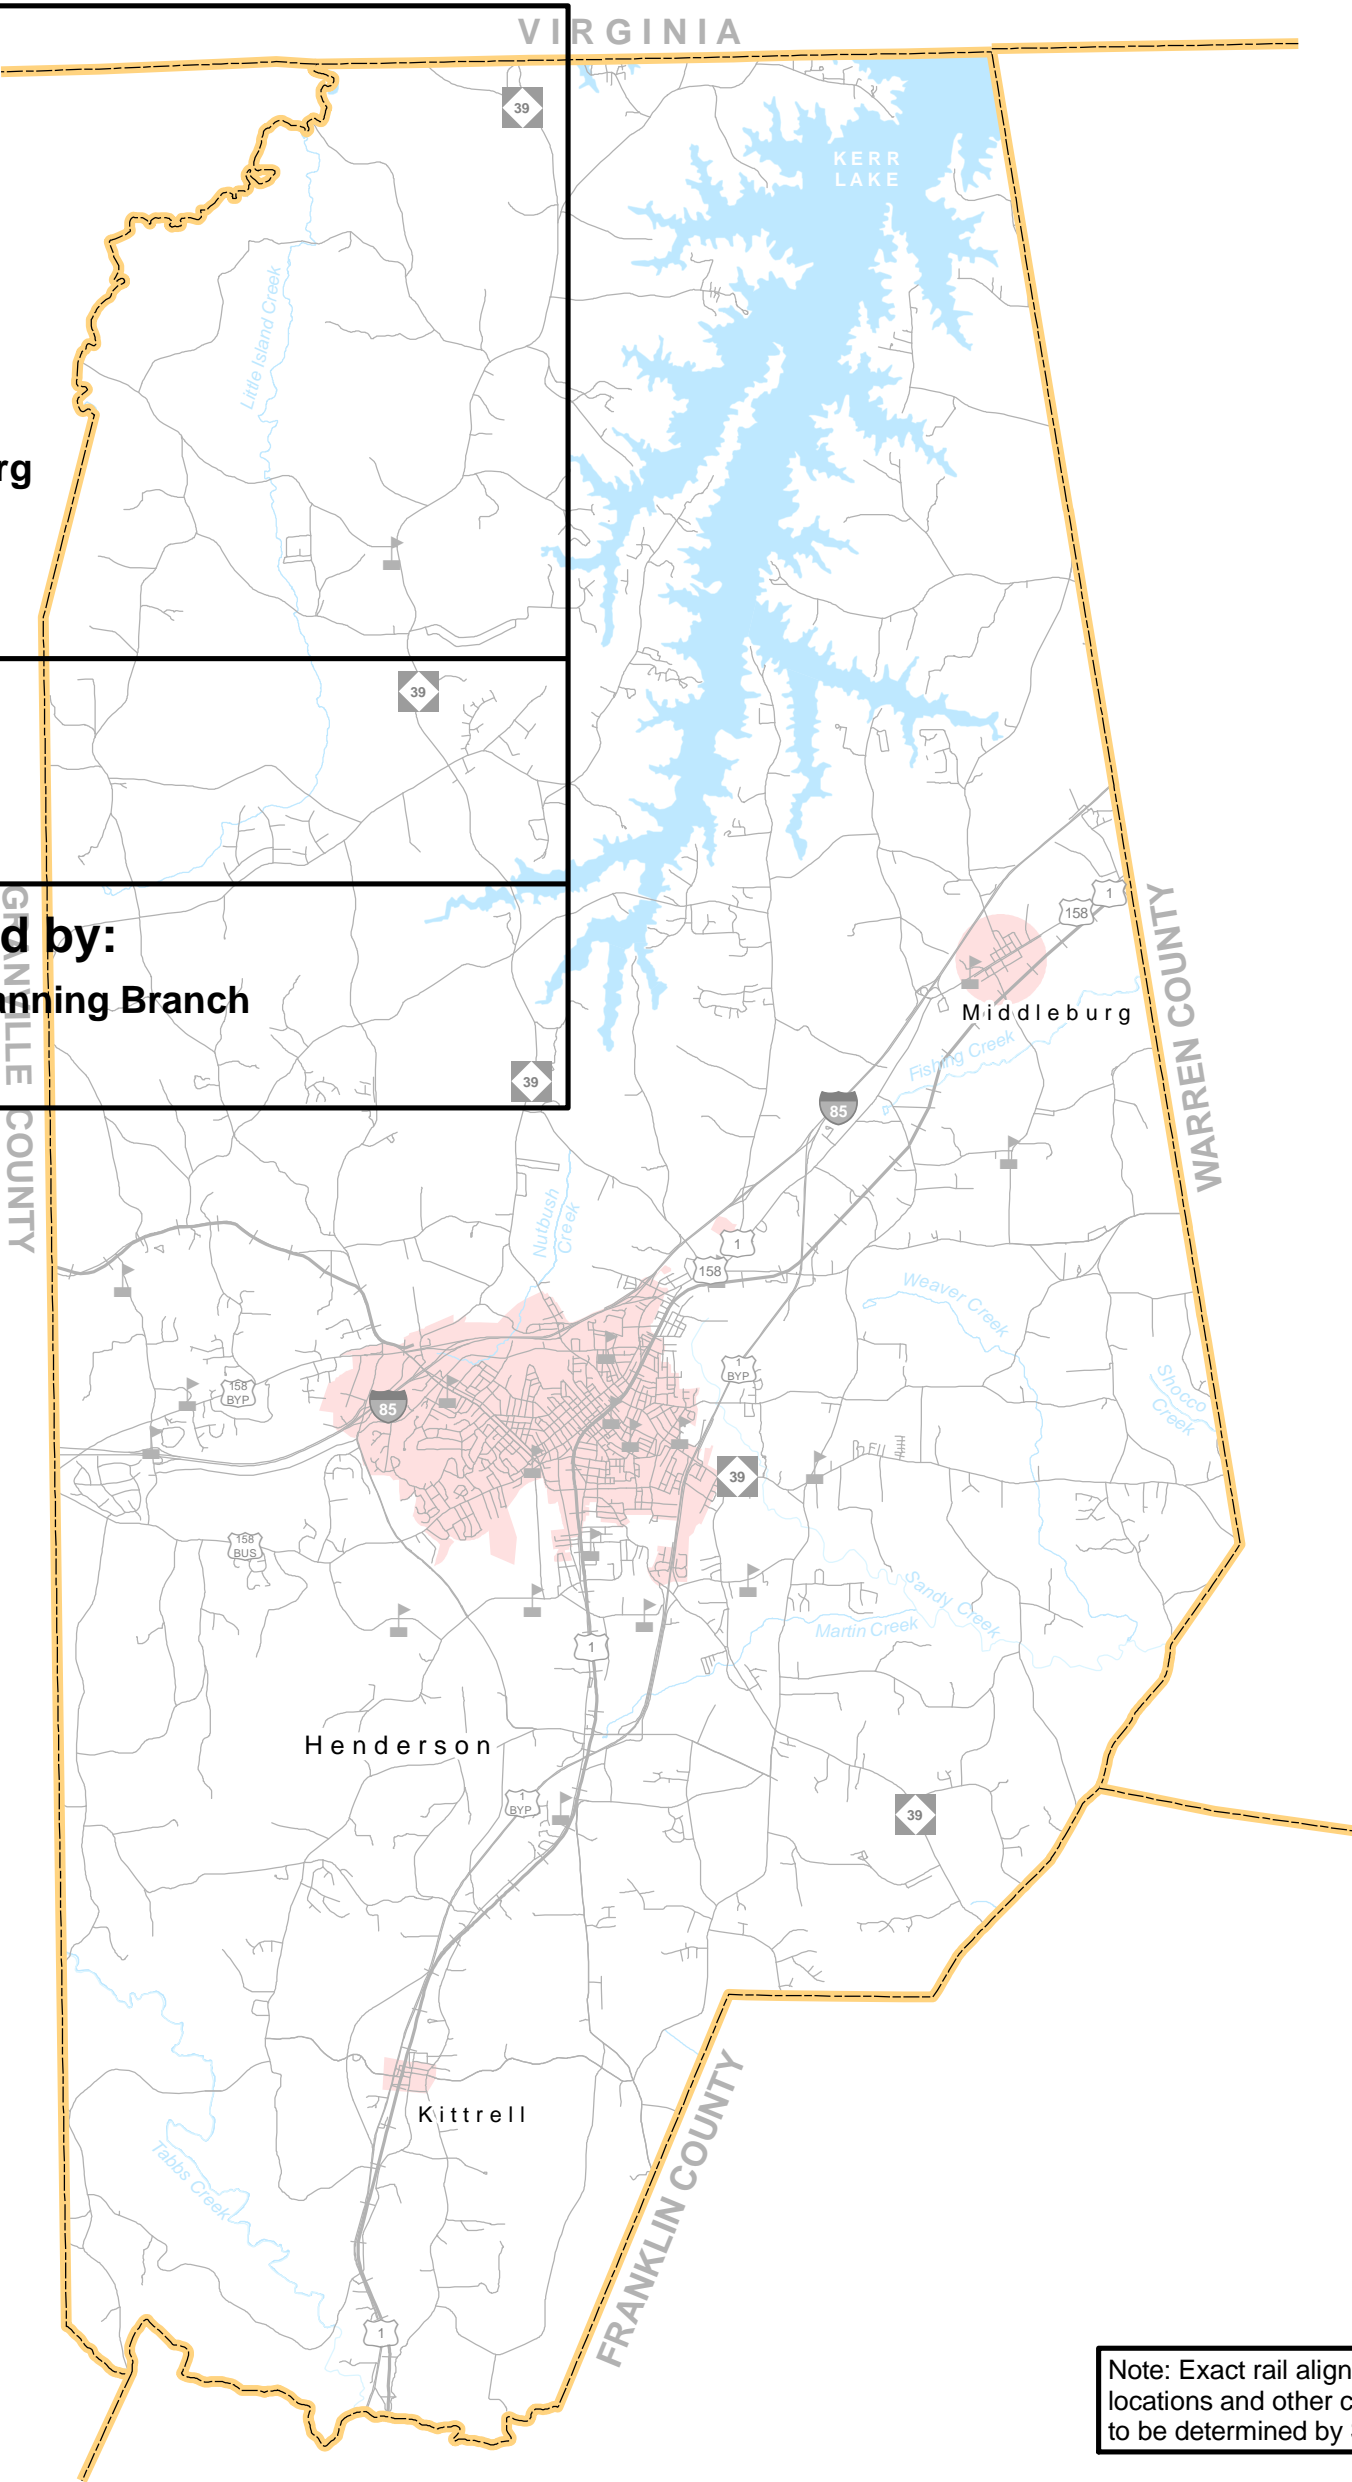 VIRGINIA
39
KERR
LAKE
Little Island Creek
rg
39
1
158
GRANVILLE COUNTY
d by:
anning Branch
WARREN COUNTY
Middleburg
Fishing Creek
39
85
Nutbush
Creek
1
158
Weaver Creek
1
BYP
Shocco
Creek
158
BYP
85
39
158
BUS
Sandy Creek
Martin Creek
1
Henderson
1
BYP
39
Kittrell
Tabbs Creek
FRANKLIN COUNTY
1
Note: Exact rail align
locations and other c
to be determined by